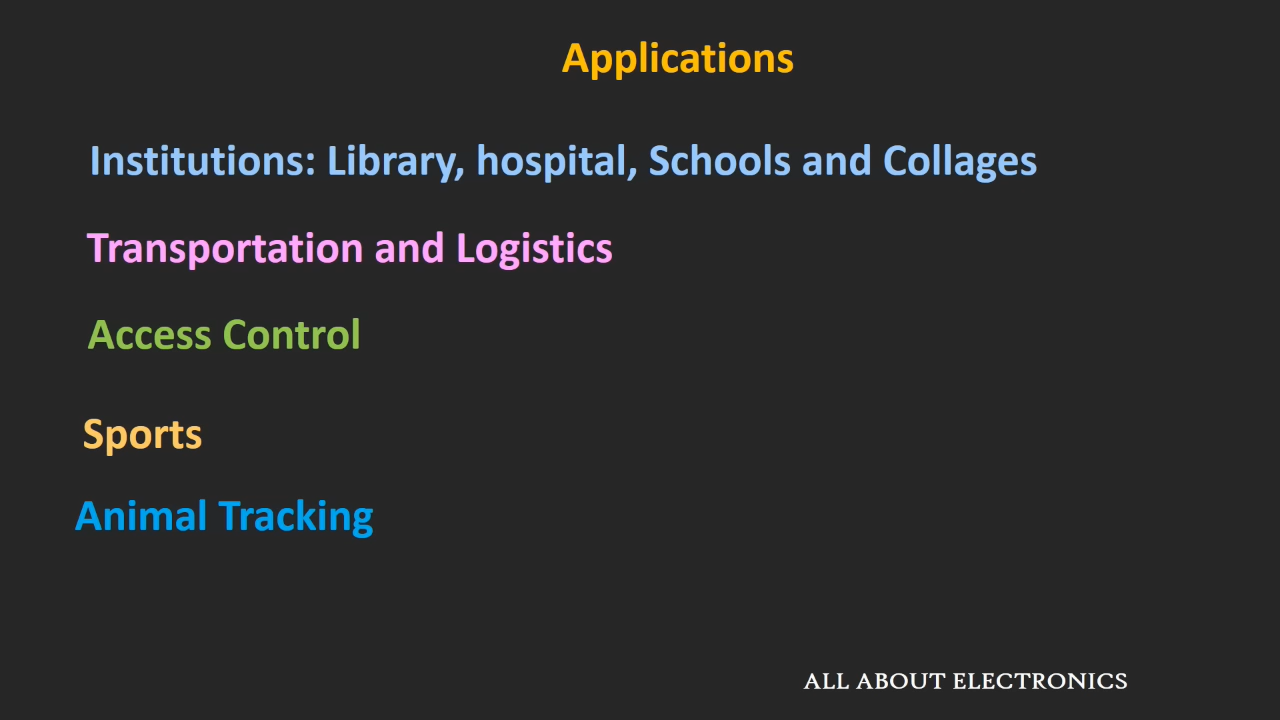 Applications
Institutions: Library, hospital, Schools and Collages
Transportation and Logistics
Access Control
Sports
Animal Tracking
ALL ABOUT ELECTRONICS